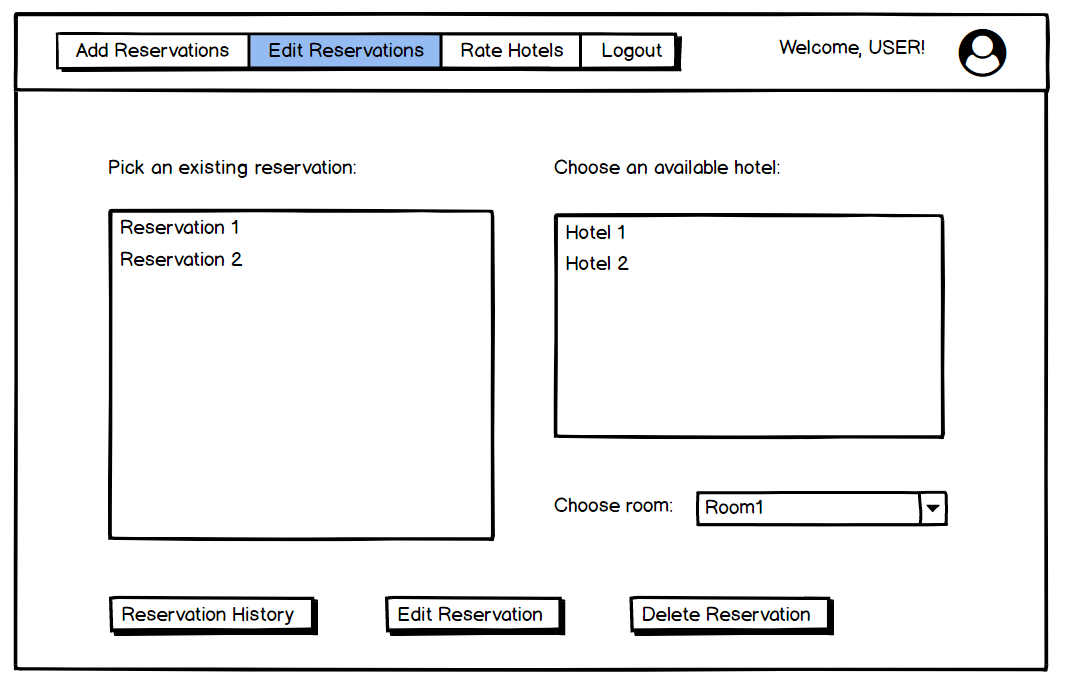 Add Reservations Edit Reservations Rate Hotels Logout Welcome, USER!
Pick an existing reservation:
Reservation 1
Reservation 2
Choose an available hotel:
Hotel 1
Hotel 2
Choose room: Room1
Reservation History Edit Reservation Delete Reservation